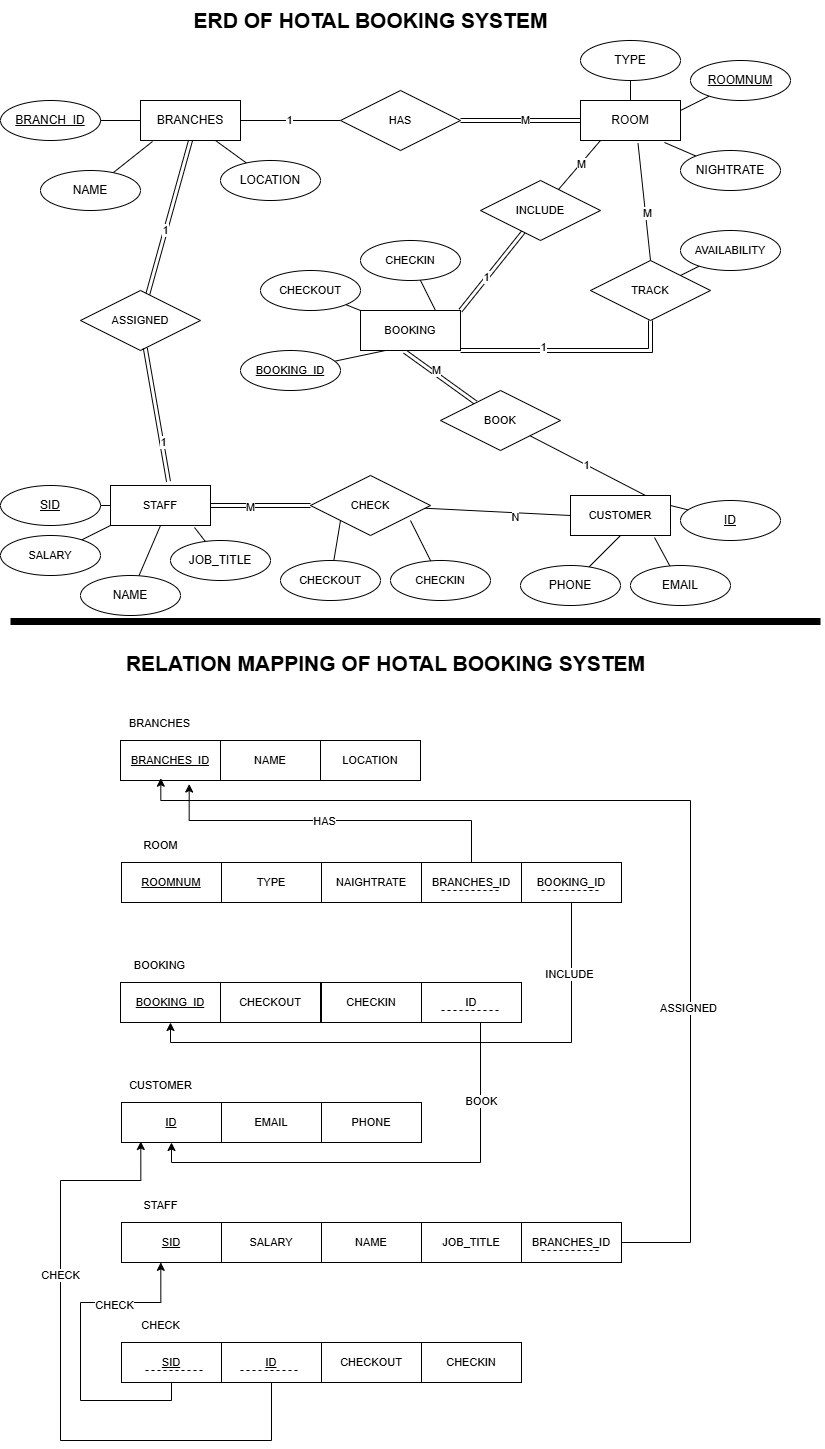 ERD OF HOTAL BOOKING SYSTEM
TYPE
ROOMNUM
BRANCH_ID
BRANCHES
1
HAS
M
ROOM
NAME
LOCATION
NIGHTRATE
M
INCLUDE
M
1
CHECKIN
AVAILABILITY
1
CHECKOUT
TRACK
ASSIGNED
BOOKING
1
BOOKING_ID
M
BOOK
1
1
SID
STAFF
M
CHECK
N
CUSTOMER
ID
SALARY
JOB_TITLE
NAME
CHECKOUT
CHECKIN
PHONE
EMAIL
RELATION MAPPING OF HOTAL BOOKING SYSTEM
BRANCHES
BRANCHES_ID NAME LOCATION
HAS
ROOM
ROOMNUM TYPE NAIGHTRATE BRANCHES_ID BOOKING_ID
BOOKING
INCLUDE
BOOKING_ID CHECKOUT CHECKIN ID
ASSIGNED
CUSTOMER
BOOK
ID EMAIL PHONE
STAFF
SID SALARY NAME JOB_TITLE BRANCHES_ID
CHECK
CHECK
CHECK
SID ID CHECKOUT CHECKIN